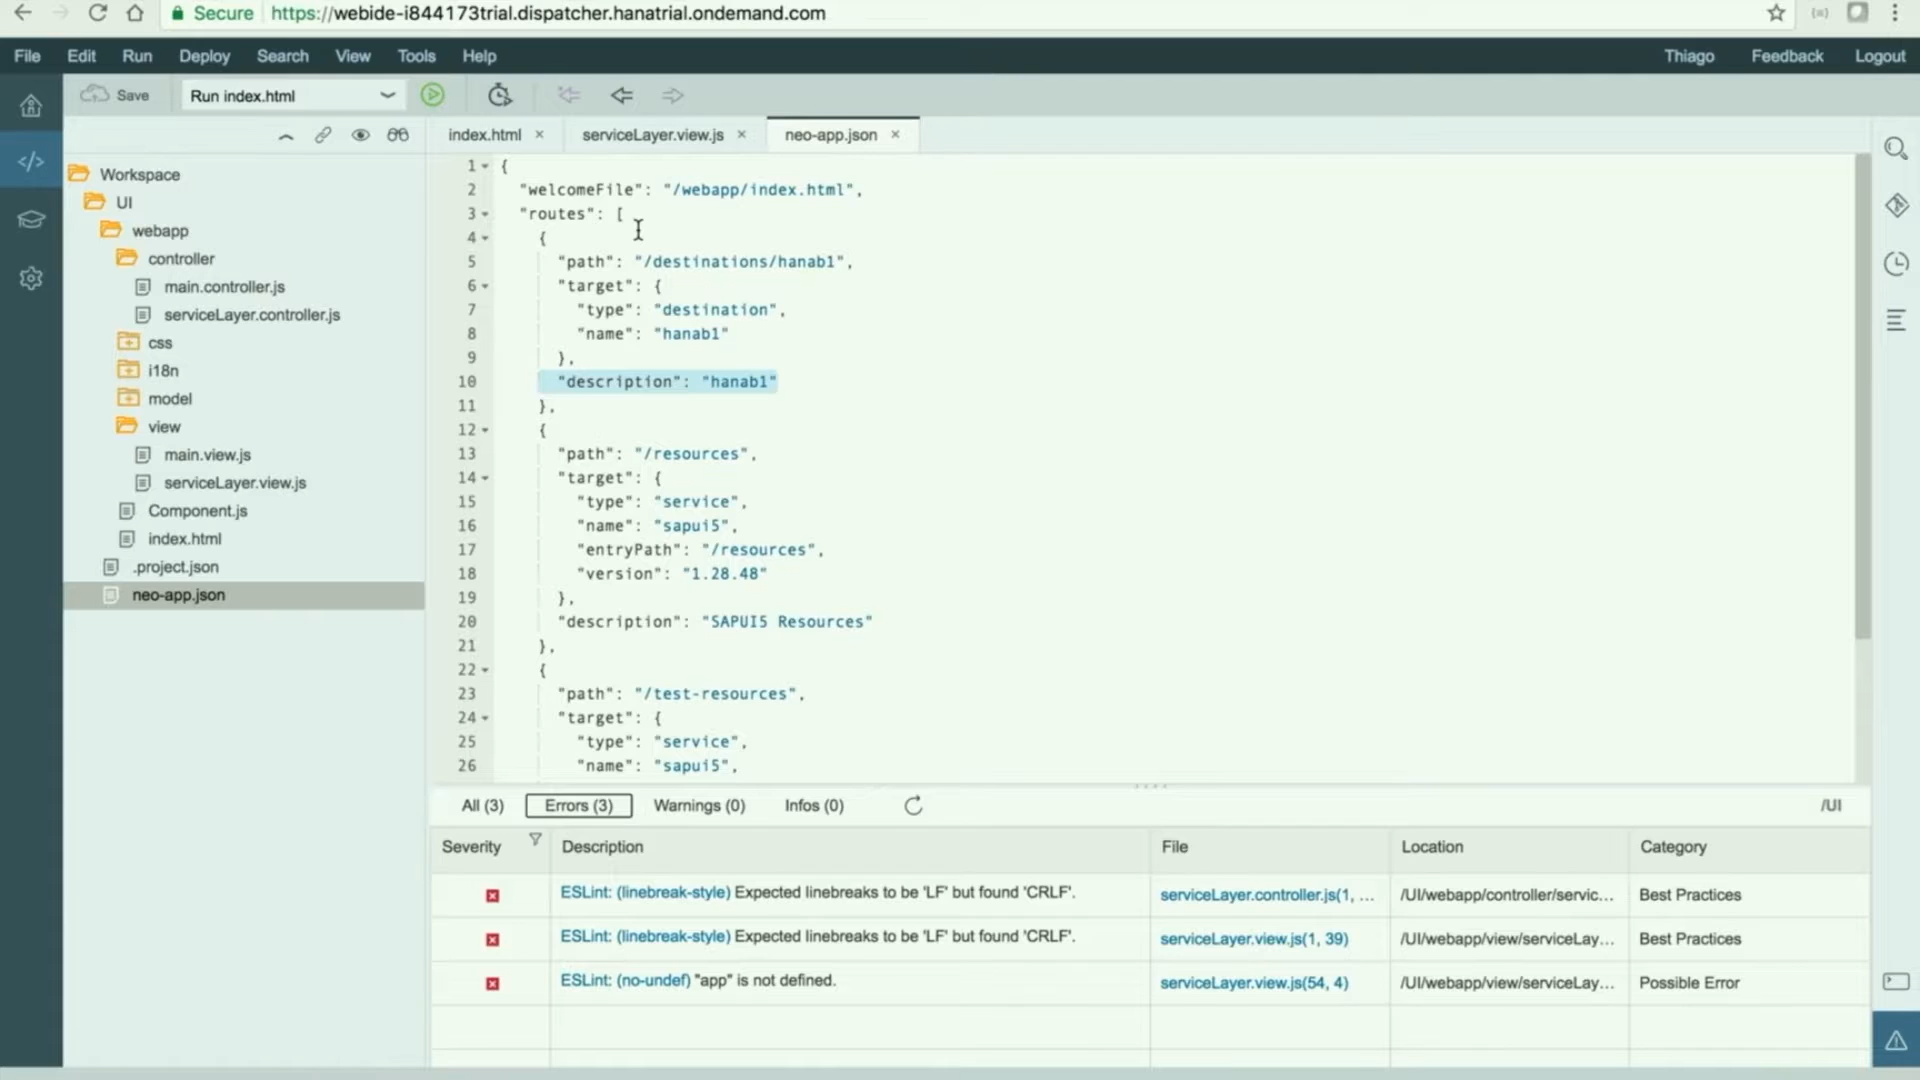 Secure https://webide-i844173trial.dispatcher.hanatrial.ondemand.com
File Edit Run Deploy Search View Tools Help Thiago Feedback Logout
Save Run index.html
index.html × serviceLayer.view.js × neo-app.json ×
Workspace
UI
webapp
controller
main.controller.js
serviceLayer.controller.js
css
i18n
model
view
main.view.js
serviceLayer.view.js
Component.js
index.html
.project.json
neo-app.json
1 {
2 "welcomeFile": "/webapp/index.html",
3 "routes": [
4 {
5 "path": "/destinations/hanab1",
6 "target": {
7 "type": "destination",
8 "name": "hanab1"
9 },
10 "description": "hanab1"
11 },
12 {
13 "path": "/resources",
14 "target": {
15 "type": "service",
16 "name": "sapui5",
17 "entryPath": "/resources",
18 "version": "1.28.48"
19 },
20 "description": "SAPUI5 Resources"
21 },
22 {
23 "path": "/test-resources",
24 "target": {
25 "type": "service",
26 "name": "sapui5",
All (3) Errors (3) Warnings (0) Infos (0) /UI
Severity Description File Location Category
ESLint: (linebreak-style) Expected linebreaks to be 'LF' but found 'CRLF'. serviceLayer.controller.js(1, ... /UI/webapp/controller/servic... Best Practices
ESLint: (linebreak-style) Expected linebreaks to be 'LF' but found 'CRLF'. serviceLayer.view.js(1, 39) /UI/webapp/view/serviceLay... Best Practices
ESLint: (no-undef) "app" is not defined. serviceLayer.view.js(54, 4) /UI/webapp/view/serviceLay... Possible Error